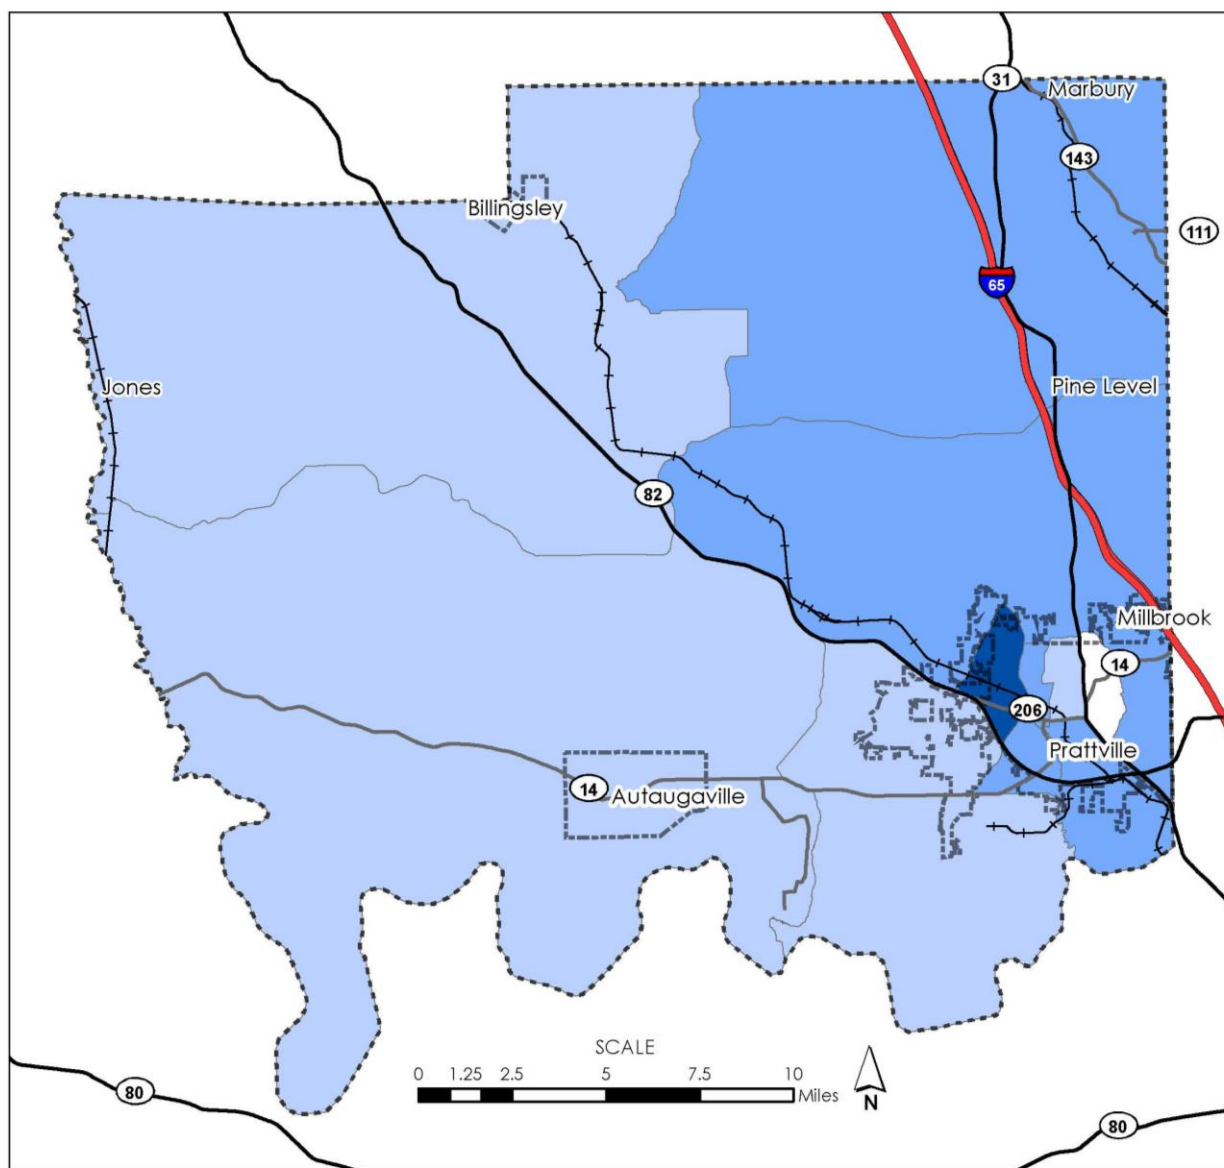 31
Marbury
143
Billingsley
111
65
Jones
Pine Level
82
Millbrook
14
206
Prattville
14
Autaugaville
SCALE
0 1.25 2.5 5 7.5 10
Miles
N
80
80